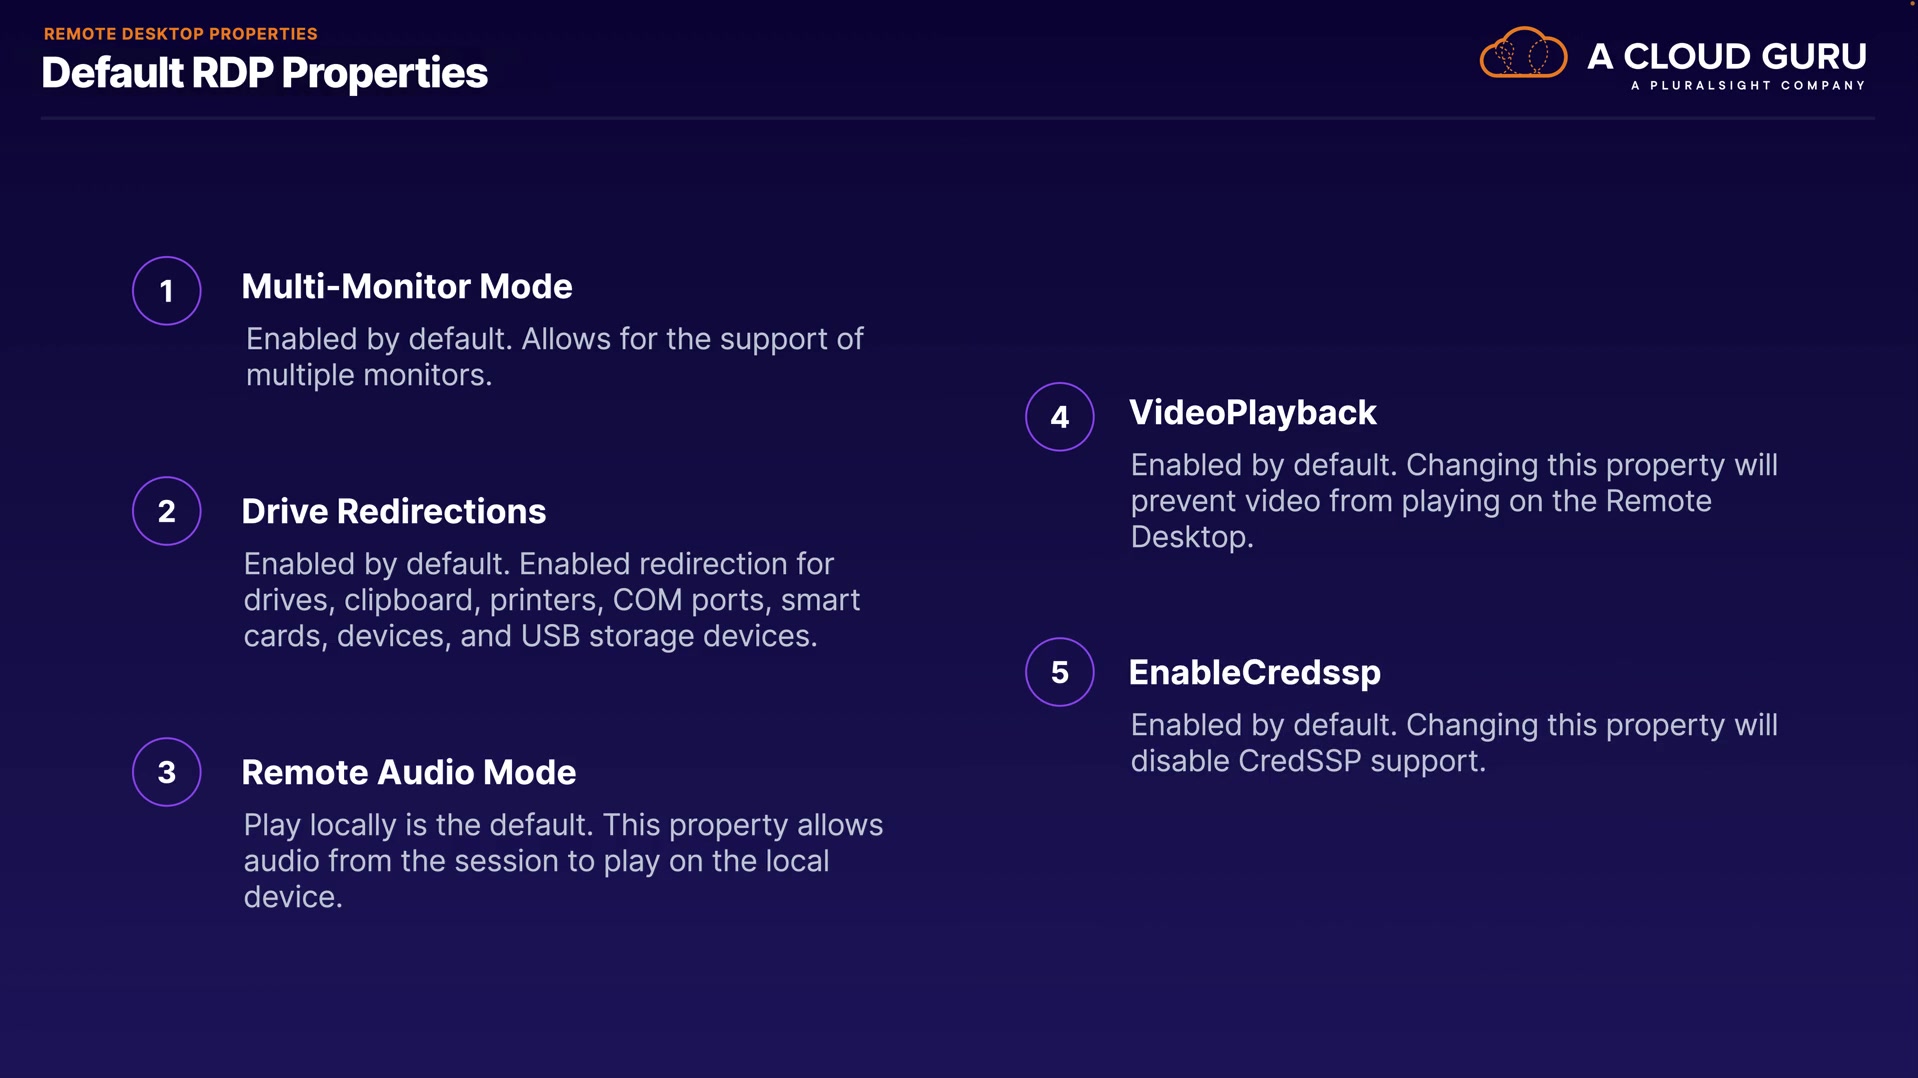 REMOTE DESKTOP PROPERTIES
Default RDP Properties
A CLOUD GURU
A PLURALSIGHT COMPANY
1
Multi-Monitor Mode
Enabled by default. Allows for the support of
multiple monitors.
2
Drive Redirections
Enabled by default. Enabled redirection for
drives, clipboard, printers, COM ports, smart
cards, devices, and USB storage devices.
3
Remote Audio Mode
Play locally is the default. This property allows
audio from the session to play on the local
device.
4
VideoPlayback
Enabled by default. Changing this property will
prevent video from playing on the Remote
Desktop.
5
EnableCredssp
Enabled by default. Changing this property will
disable CredSSP support.